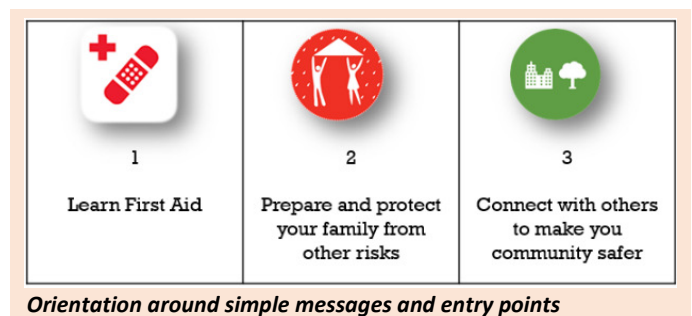 1
Learn First Aid
2
Prepare and protect
your family from
other risks
3
Connect with others
to make you
community safer
Orientation around simple messages and entry points